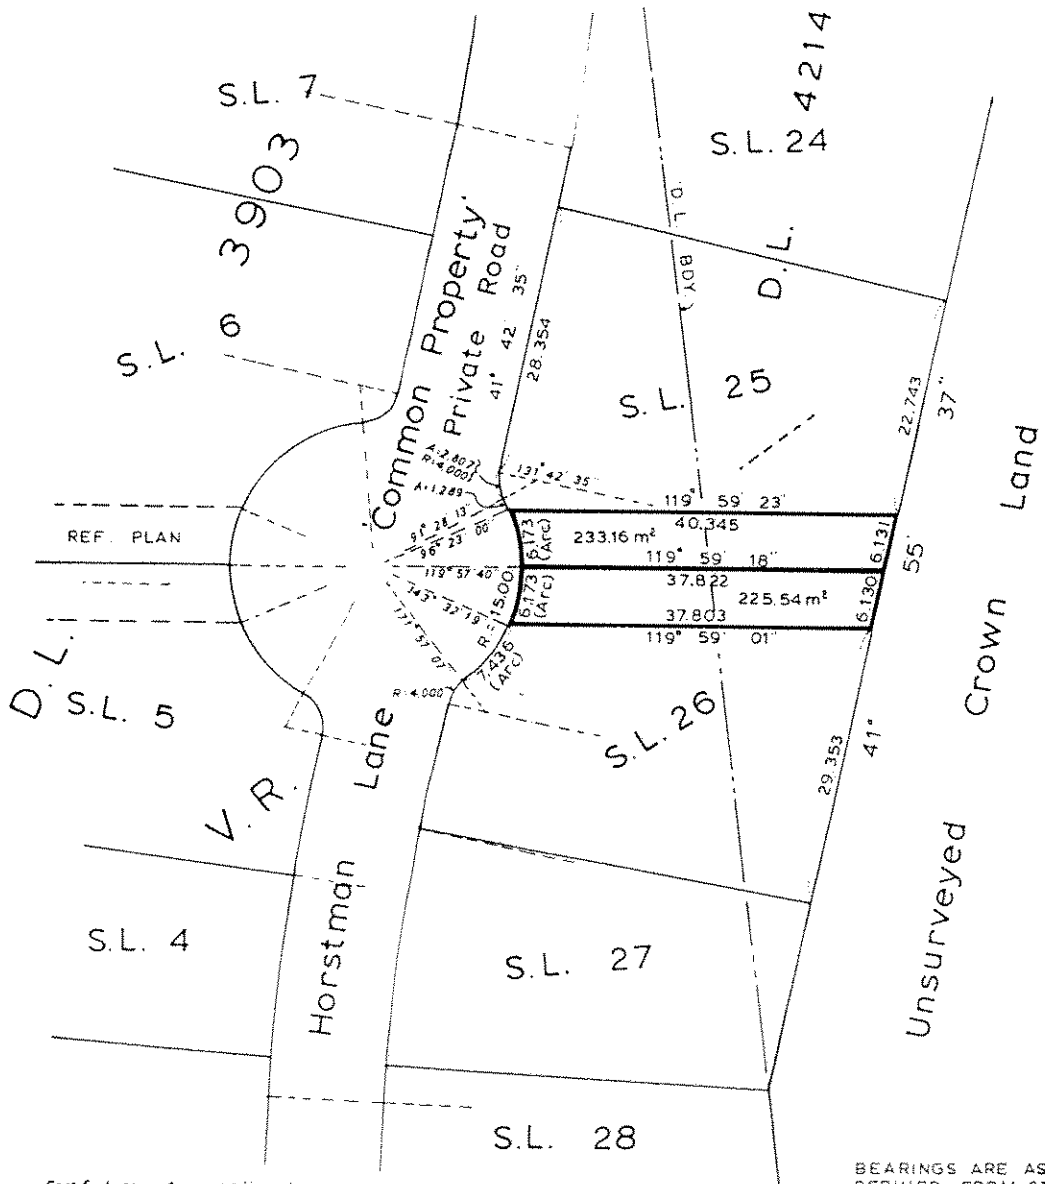 S.L. 7
3903
S.L. 24
4214
D.L.
(D.L. BDY.)
Common Property
Private Road
41° 42' 35"
28.354
S.L. 6
S.L. 25
22.743
37"
55'
41°
A=2.807
R=4.000
A=1.289
131° 42' 35"
91° 28' 13"
96° 23' 00"
119° 57' 40"
143° 32' 19"
171° 57' 07"
R 15.00
119° 59' 23"
40.345
6.173
(Arc)
233.16 m²
6.131
119° 59' 18"
37.822
6.173
(Arc)
225.54 m²
6.130
37.803
119° 59' 01"
7.436
(Arc)
R=4.000
REF. PLAN
D.L.
S.L. 5
V.R.
S.L. 26
29.353
Unsurveyed Crown Land
Horstman Lane
S.L. 4
S.L. 27
S.L. 28
BEARINGS ARE AS